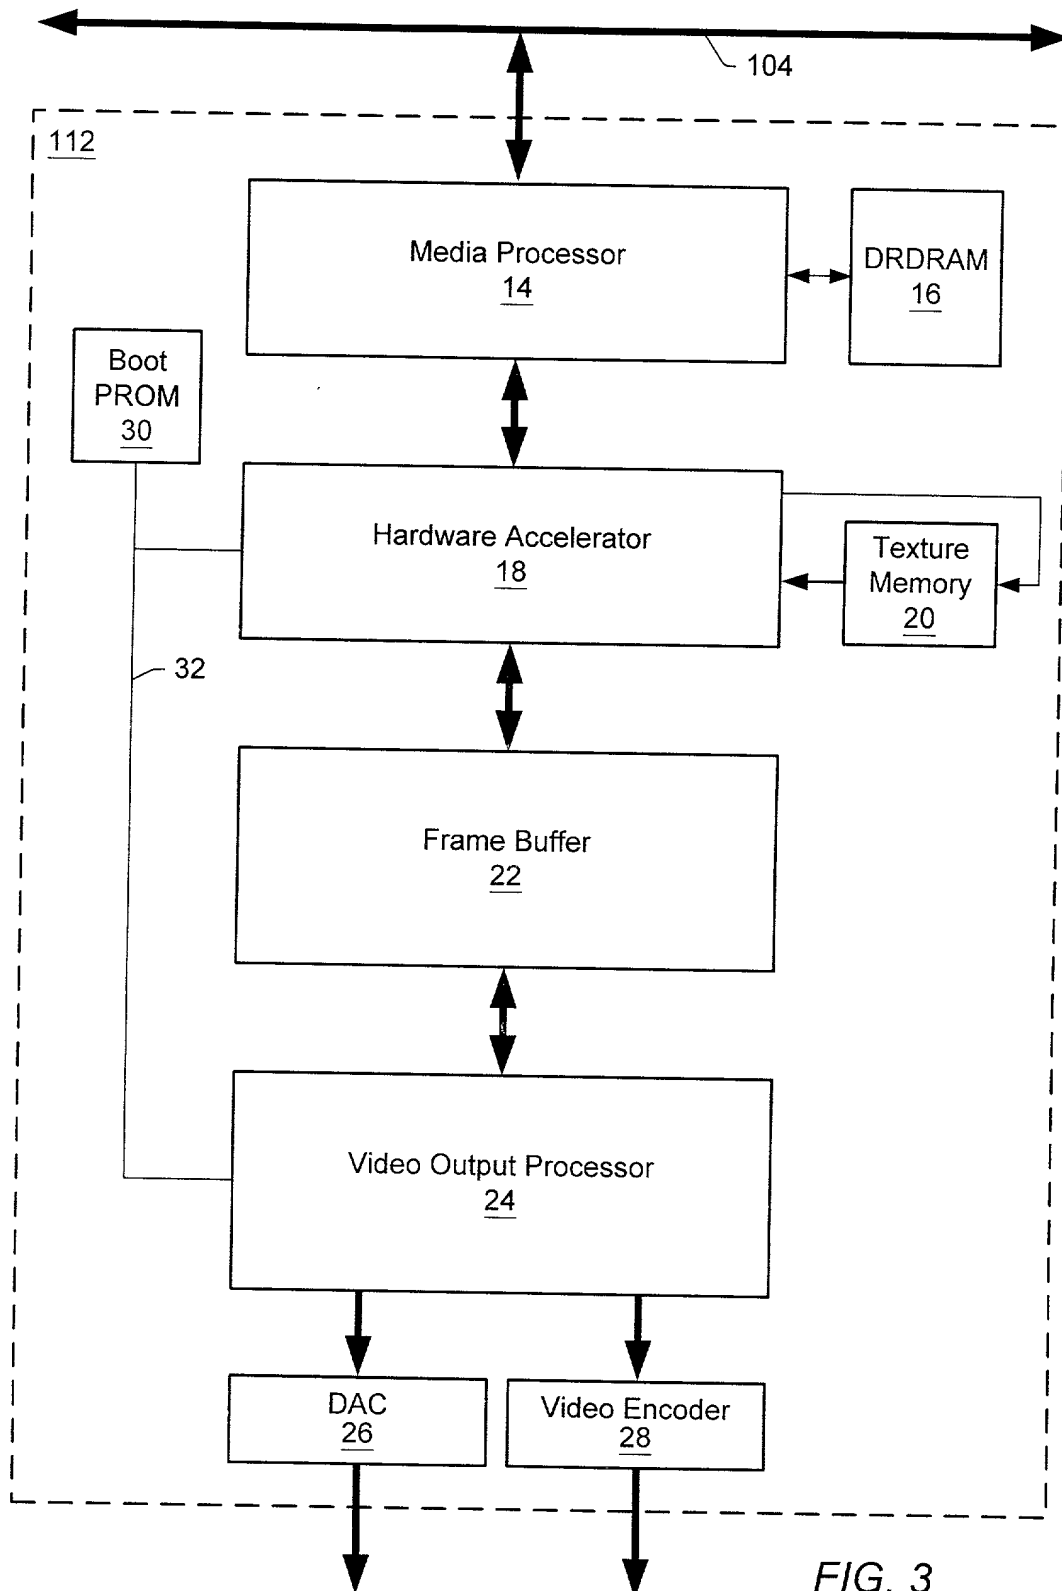 104
112
Media Processor
14
DRDRAM
16
Boot
PROM
30
Hardware Accelerator
18
Texture
Memory
20
32
Frame Buffer
22
Video Output Processor
24
DAC
26
Video Encoder
28
FIG. 3